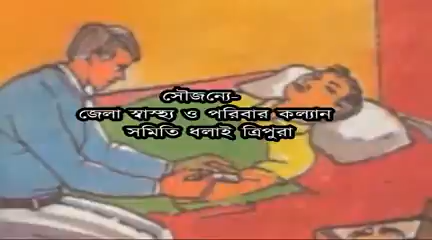 সৌজন্যে-
জেলা স্বাস্হ্য ও পরিবার কল্যান
সমিতি ধলাই ত্রিপুরা